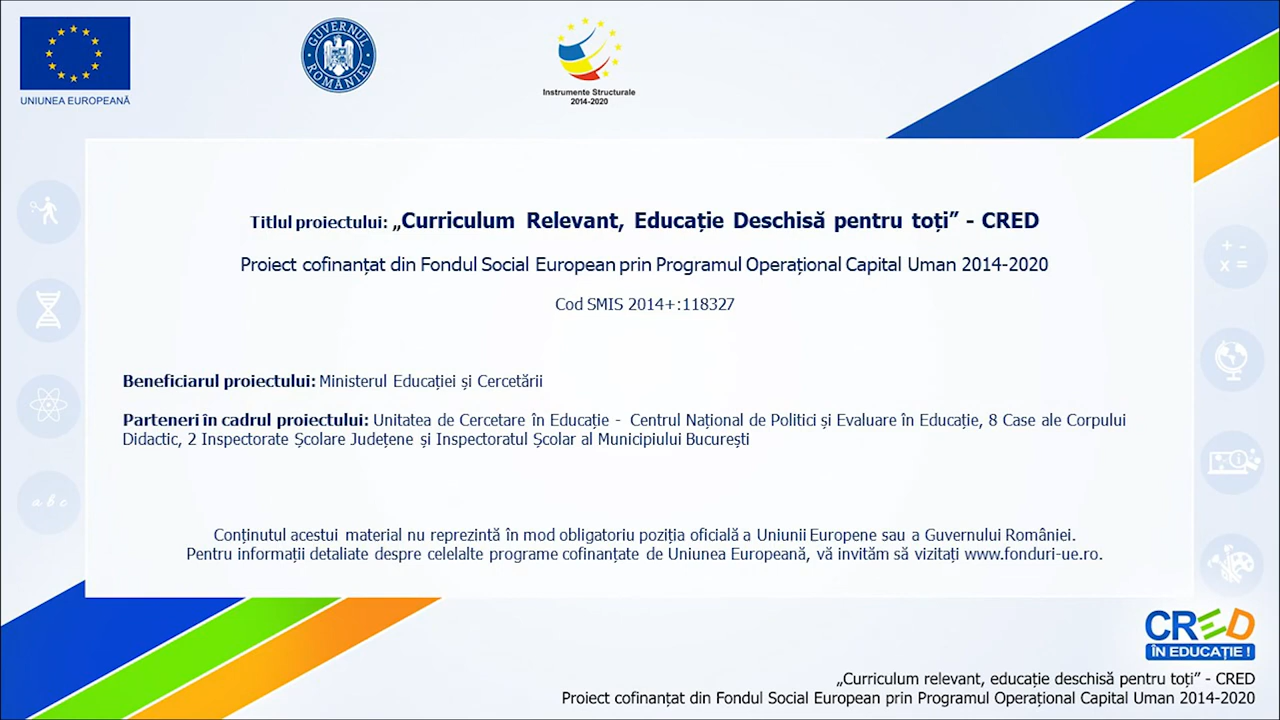 UNIUNEA EUROPEANĂ
GUVERNUL ROMÂNIEI
Instrumente Structurale
2014-2020
Titlul proiectului: „Curriculum Relevant, Educație Deschisă pentru toți” - CRED
Proiect cofinanțat din Fondul Social European prin Programul Operațional Capital Uman 2014-2020
Cod SMIS 2014+:118327
Beneficiarul proiectului: Ministerul Educației și Cercetării
Parteneri în cadrul proiectului: Unitatea de Cercetare în Educație - Centrul Național de Politici și Evaluare în Educație, 8 Case ale Corpului
Didactic, 2 Inspectorate Școlare Județene și Inspectoratul Școlar al Municipiului București
Conținutul acestui material nu reprezintă în mod obligatoriu poziția oficială a Uniunii Europene sau a Guvernului României.
Pentru informații detaliate despre celelalte programe cofinanțate de Uniunea Europeană, vă invităm să vizitați www.fonduri-ue.ro.
+ -
x =
a b c
CRED
ÎN EDUCAȚIE !
„Curriculum relevant, educație deschisă pentru toți” - CRED
Proiect cofinanțat din Fondul Social European prin Programul Operațional Capital Uman 2014-2020